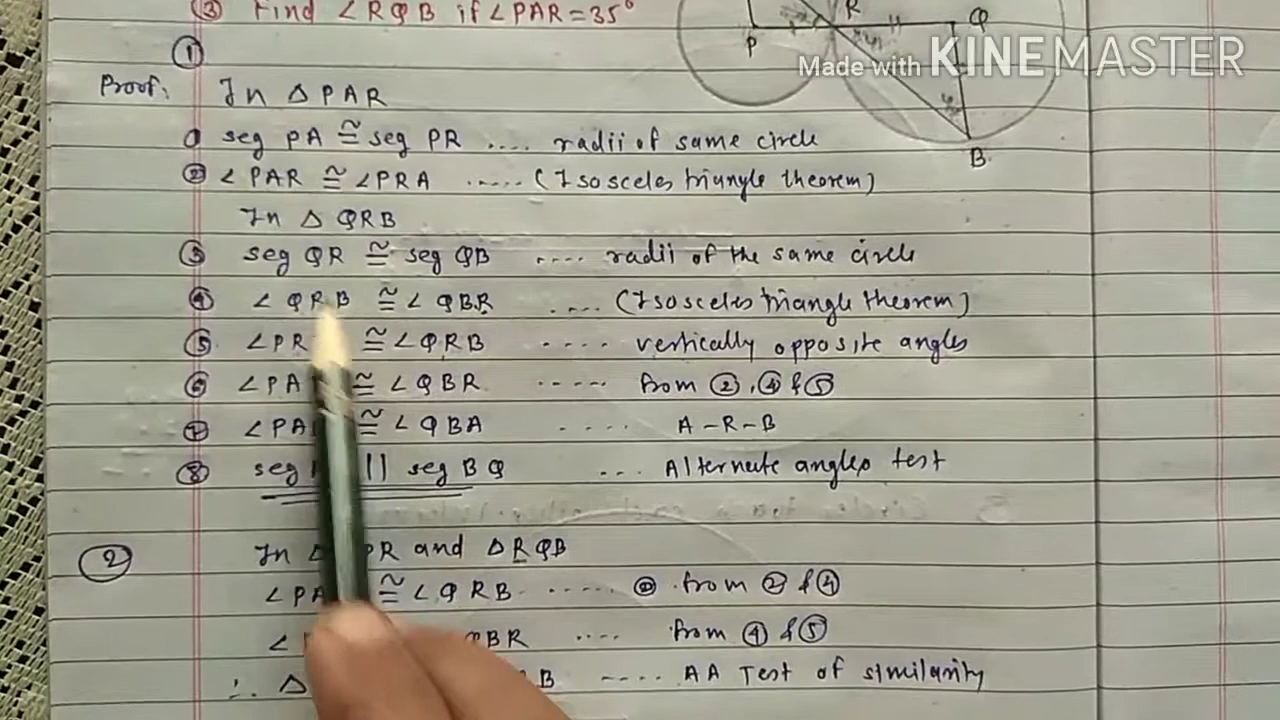 ③ Find ∠RQB if ∠PAR = 35°
R
P
Q
B
Made with KINEMASTER
①
Proof: In △PAR
① seg PA ≅ seg PR .... radii of same circle
② ∠PAR ≅ ∠PRA ..... (Isosceles triangle theorem)
In △ QRB
③ seg QR ≅ seg QB .... radii of the same circle
④ ∠QRB ≅ ∠QBR .... (Isosceles triangle theorem)
⑤ ∠PR ≅ ∠QRB .... vertically opposite angles
⑥ ∠PA ≅ ∠QBR ..... from ②, ④ & ⑤
⑦ ∠PA ≅ ∠QBA .... A-R-B
⑧ seg || seg BQ ... Alternate angles test
② In △ PR and △RQB
∠PA ≅ ∠QRB ..... from ② & ④
∠ QBR .... from ④ & ⑤
∴ △ B .... AA Test of similarity